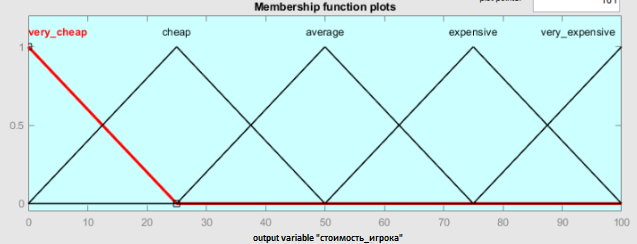 Membership function plots
very_cheap cheap average expensive very_expensive
1
0.5
0
0 10 20 30 40 50 60 70 80 90 100
output variable "стоимость_игрока"